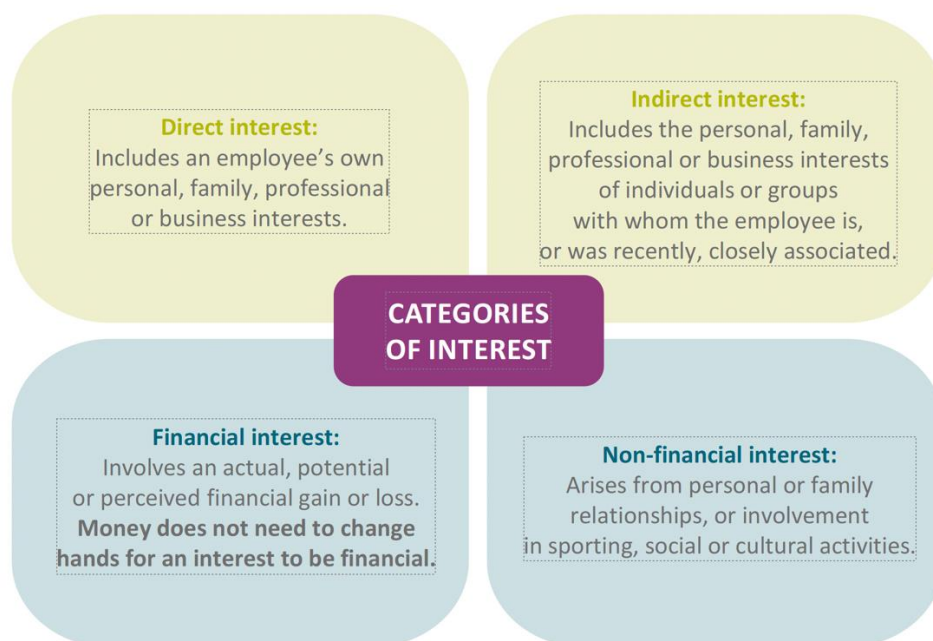 Direct interest:
Includes an employee’s own
personal, family, professional
or business interests.
Indirect interest:
Includes the personal, family,
professional or business interests
of individuals or groups
with whom the employee is,
or was recently, closely associated.
CATEGORIES
OF INTEREST
Financial interest:
Involves an actual, potential
or perceived financial gain or loss.
Money does not need to change
hands for an interest to be financial.
Non-financial interest:
Arises from personal or family
relationships, or involvement
in sporting, social or cultural activities.